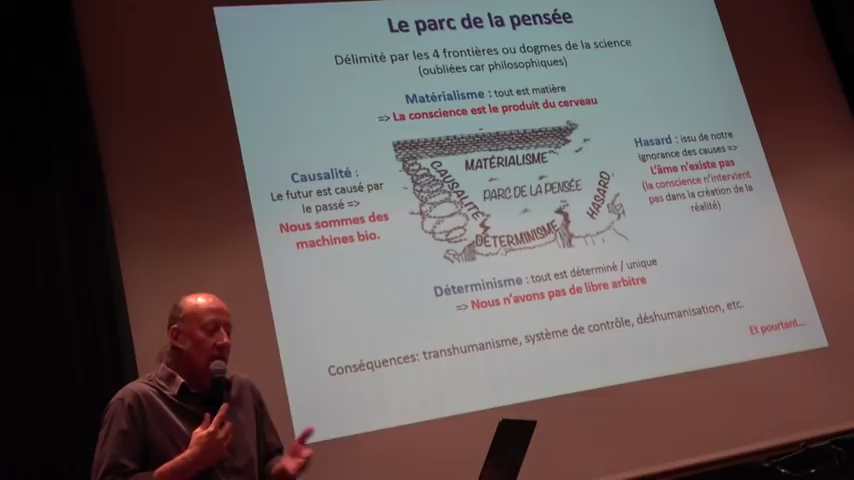 Le parc de la pensée
Délimité par les 4 frontières ou dogmes de la science
(oubliées car philosophiques)
Matérialisme : tout est matière
=> La conscience est le produit du cerveau
Causalité :
Le futur est causé par
le passé =>
Nous sommes des
machines bio.
MATÉRIALISME
CAUSALITÉ
PARC DE LA PENSÉE
HASARD
DÉTERMINISME
Hasard : issu de notre
ignorance des causes =>
L'âme n'existe pas
(la conscience n'intervient
pas dans la création de la
réalité)
Déterminisme : tout est déterminé / unique
=> Nous n'avons pas de libre arbitre
Conséquences: transhumanisme, système de contrôle, déshumanisation, etc.
Et pourtant...